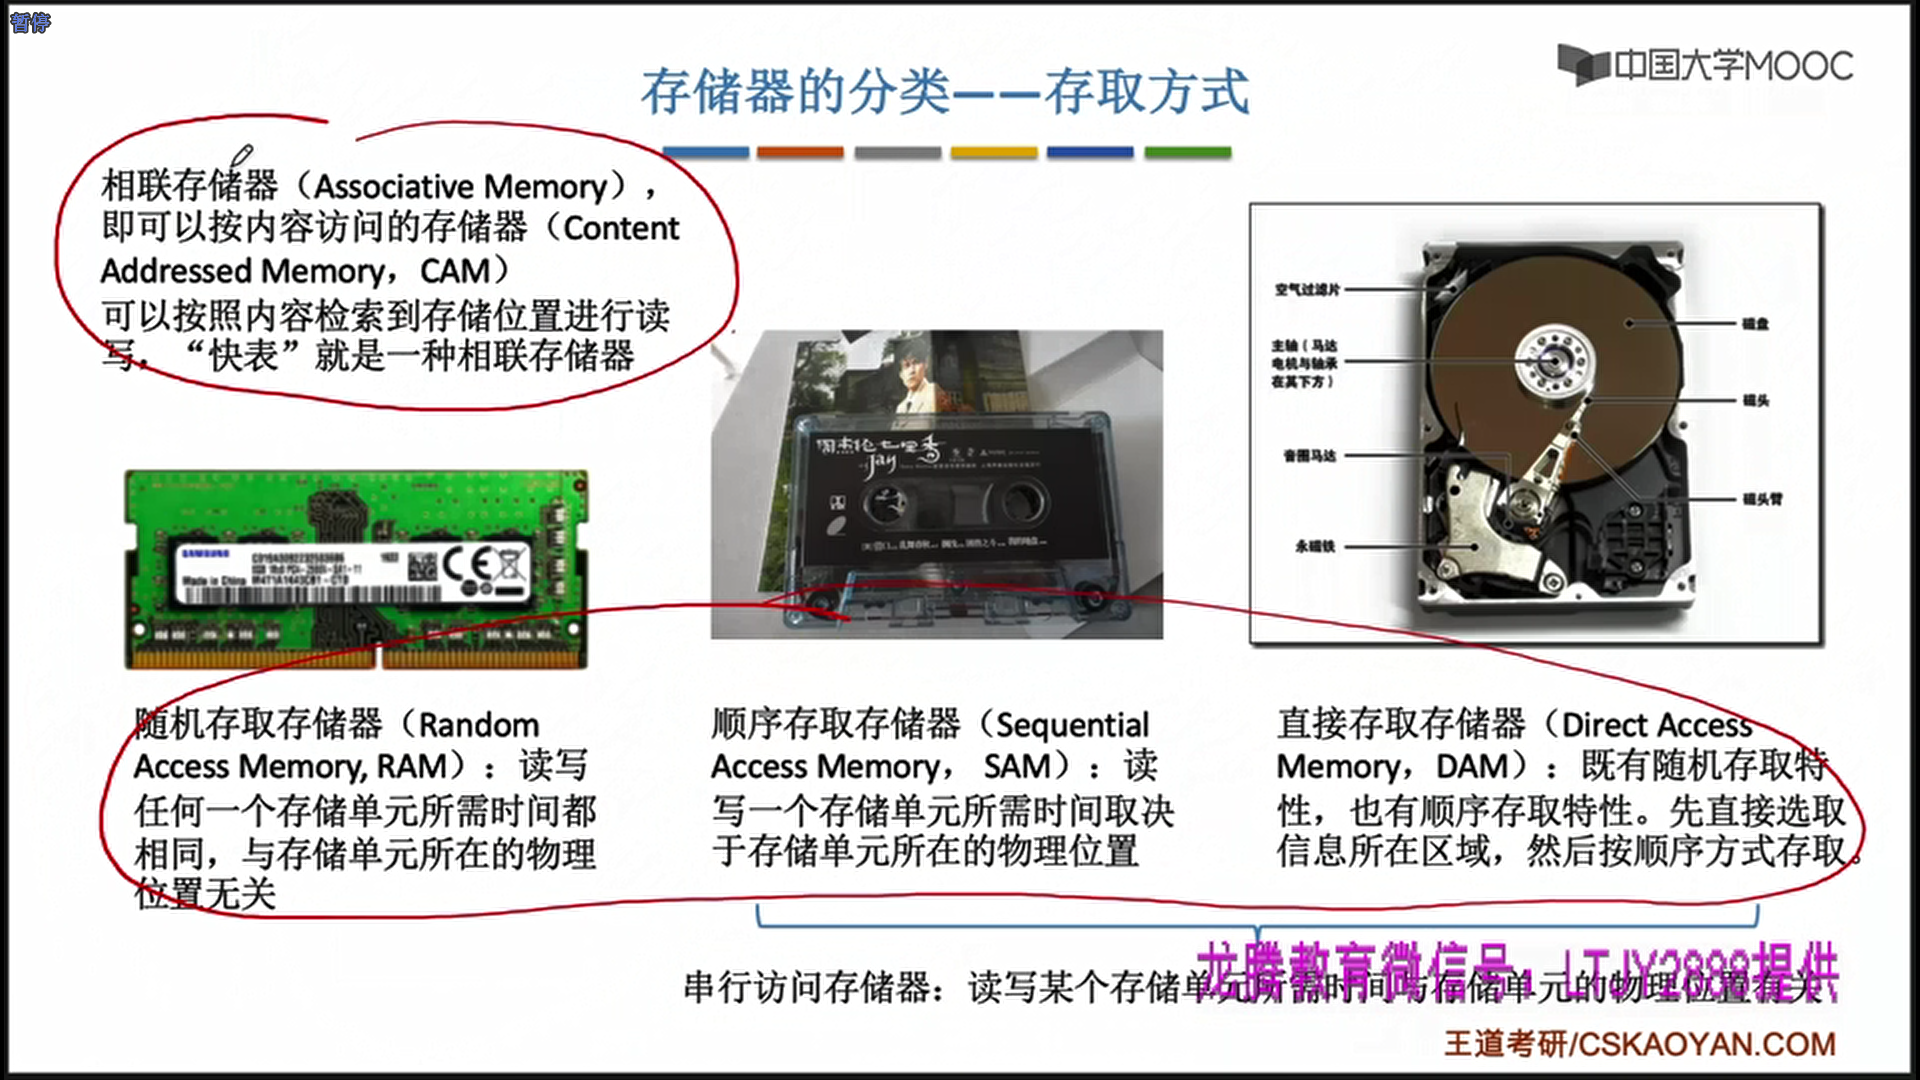 暂停
中国大学MOOC
存储器的分类——存取方式
相联存储器（Associative Memory），
即可以按内容访问的存储器（Content
Addressed Memory，CAM）
可以按照内容检索到存储位置进行读
写，“快表”就是一种相联存储器
SAMSUNG
Made in China
周杰伦 七里香
Jay
空气过滤片
主轴（马达
电机与轴承
在其下方）
音圈马达
永磁铁
磁盘
磁头
磁头臂
随机存取存储器（Random
Access Memory, RAM）：读写
任何一个存储单元所需时间都
相同，与存储单元所在的物理
位置无关
顺序存取存储器（Sequential
Access Memory， SAM）：读
写一个存储单元所需时间取决
于存储单元所在的物理位置
直接存取存储器（Direct Access
Memory，DAM）：既有随机存取特
性，也有顺序存取特性。先直接选取
信息所在区域，然后按顺序方式存取。
串行访问存储器：读写某个存储单元所需时间与存储单元的物理位置有关
龙腾教育微信号：LTJY2888提供
王道考研/CSKAOYAN.COM